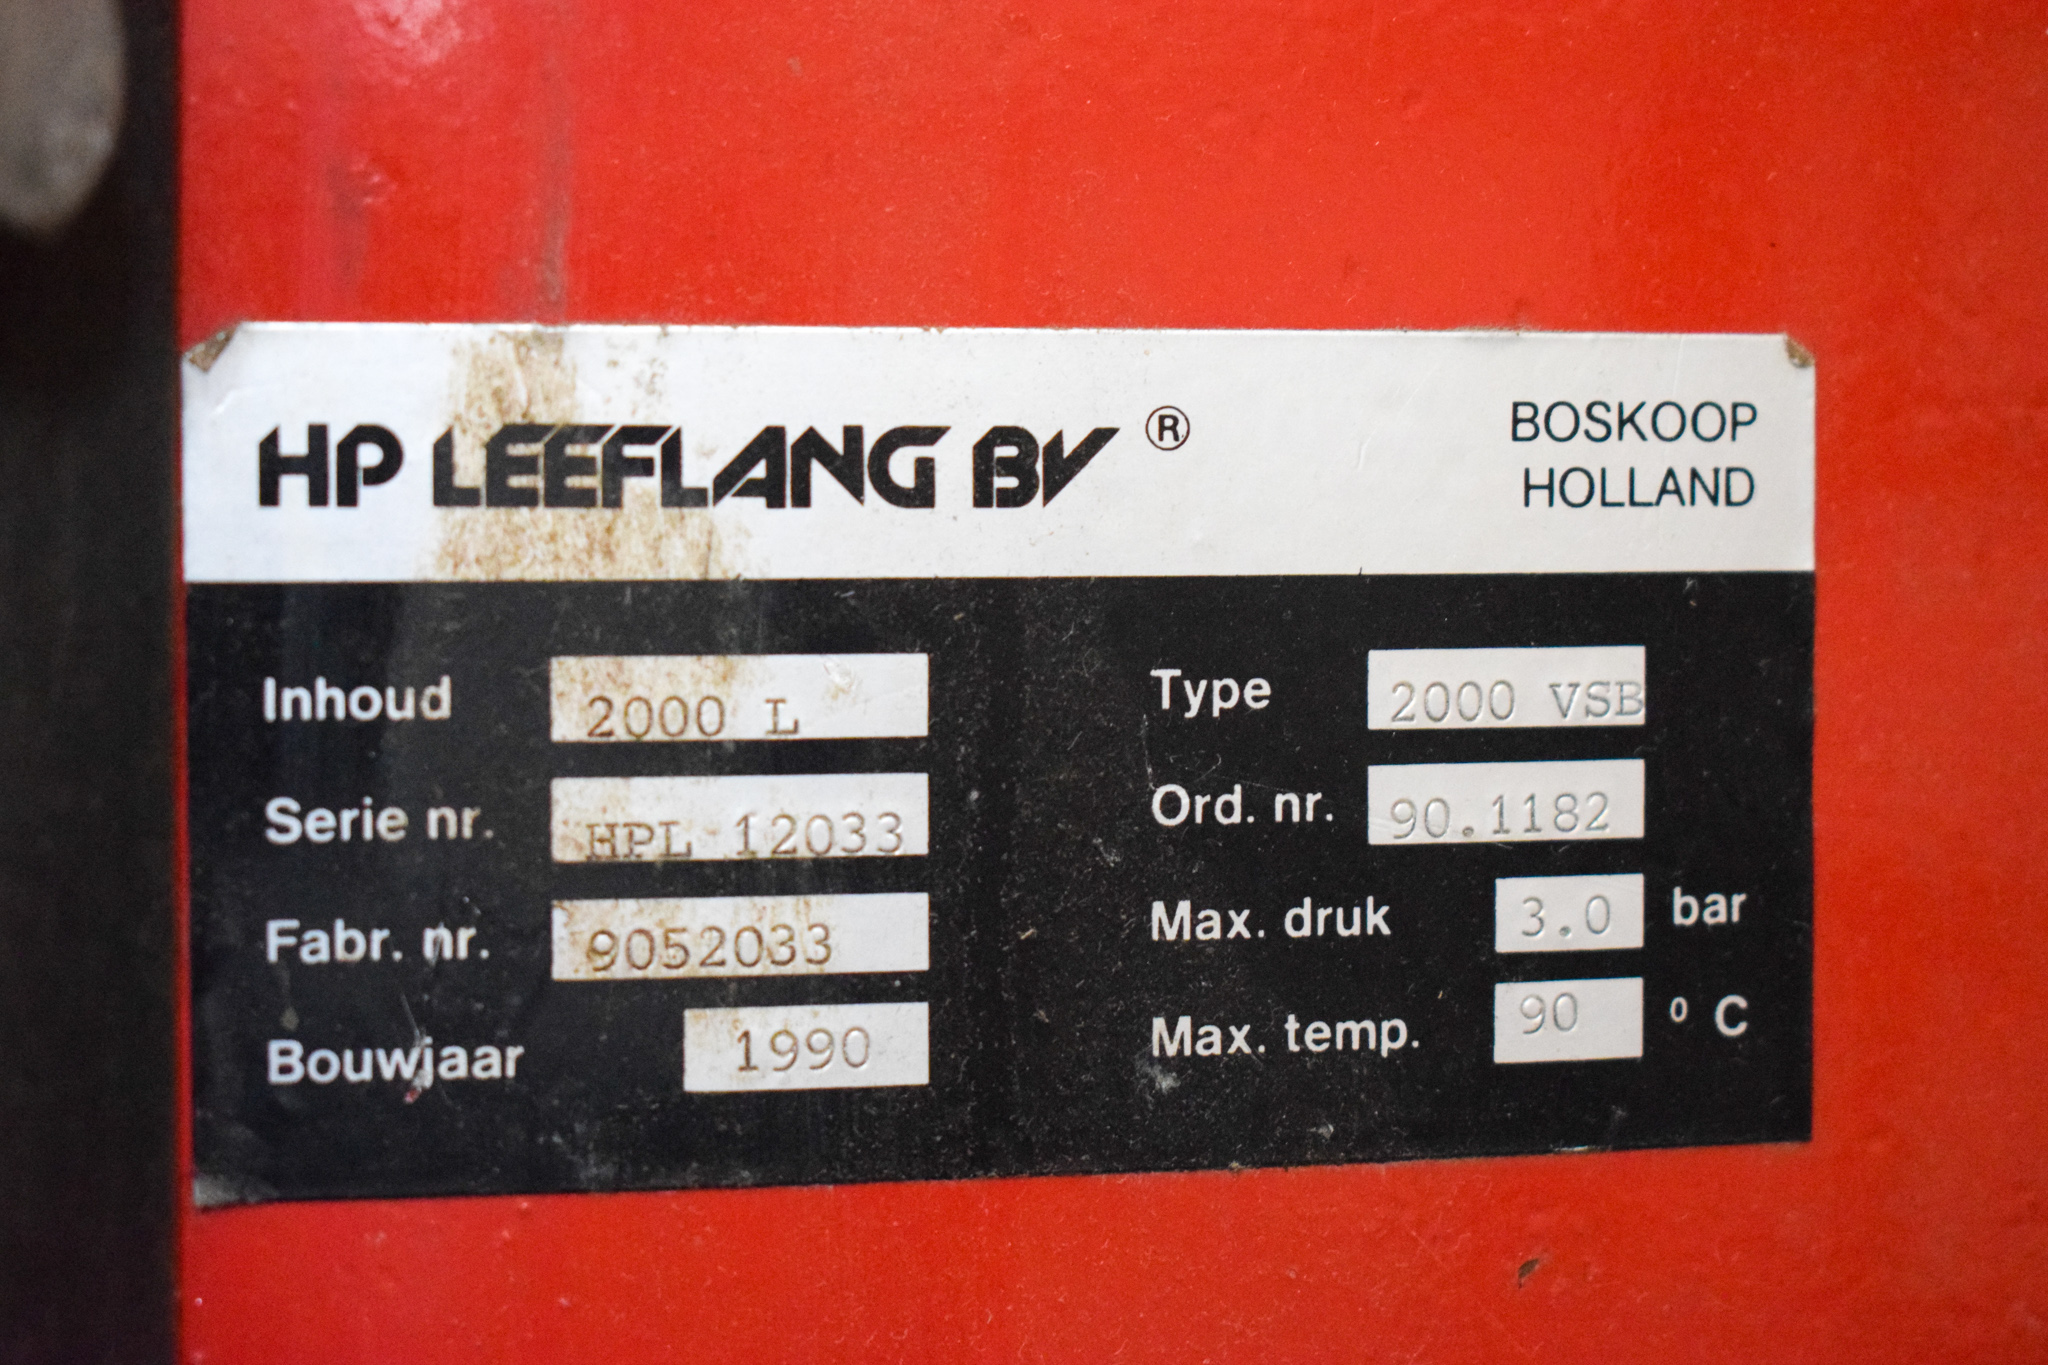 HP LEEFLANG BV ®
BOSKOOP
HOLLAND
Inhoud 2000 L
Serie nr. HPL 12033
Fabr. nr. 9052033
Bouwjaar 1990
Type 2000 VSB
Ord. nr. 90.1182
Max. druk 3.0 bar
Max. temp. 90 ° C